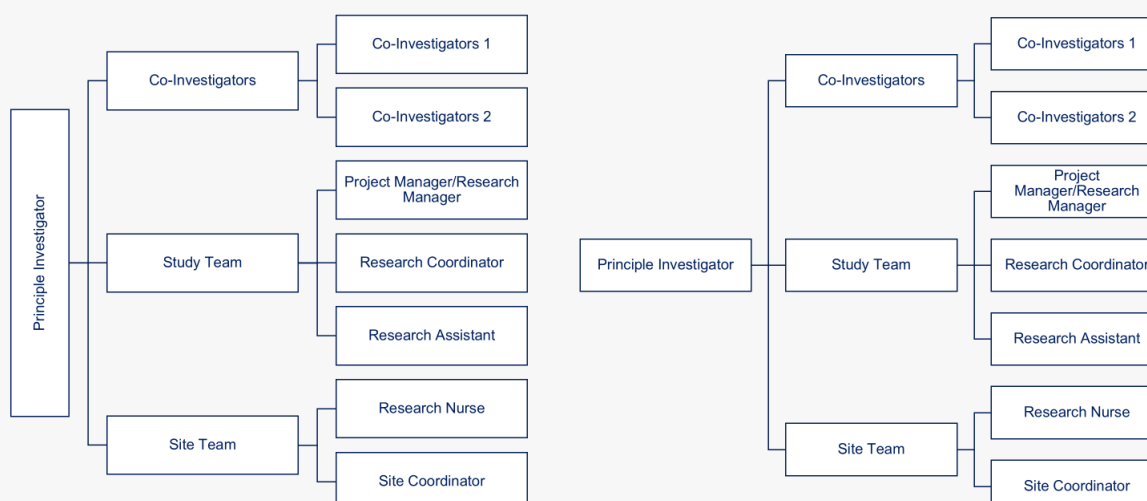 Principle Investigator
Co-Investigators
Co-Investigators 1
Co-Investigators 2
Study Team
Project Manager/Research
Manager
Research Coordinator
Research Assistant
Site Team
Research Nurse
Site Coordinator
Principle Investigator
Co-Investigators
Co-Investigators 1
Co-Investigators 2
Study Team
Project
Manager/Research
Manager
Research Coordinator
Research Assistant
Site Team
Research Nurse
Site Coordinator